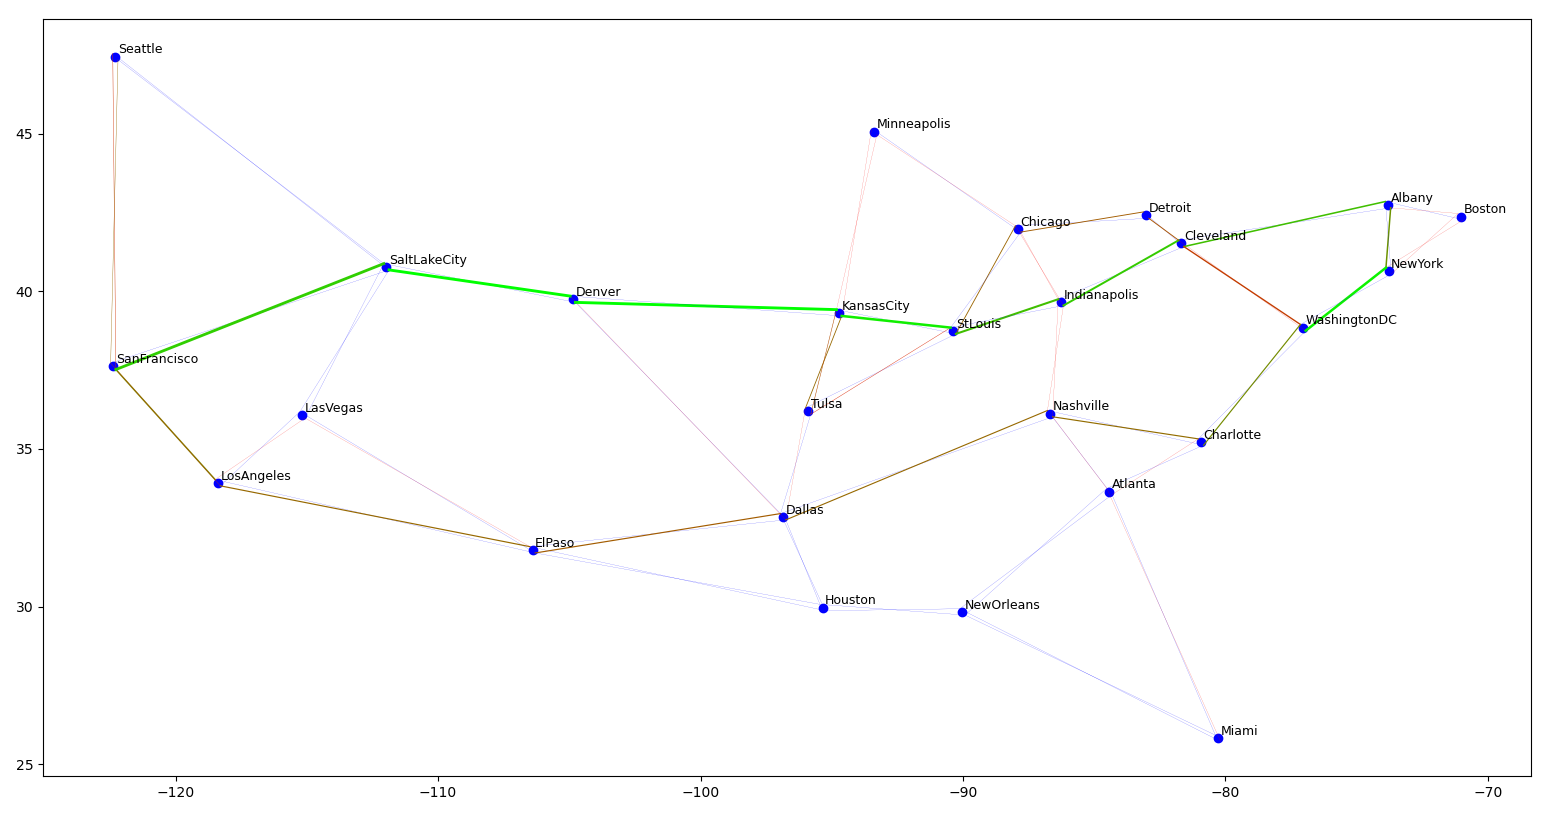 Seattle
45
Minneapolis
Albany
Detroit
Boston
Chicago
Cleveland
SaltLakeCity
NewYork
40
Denver
Indianapolis
KansasCity
WashingtonDC
StLouis
SanFrancisco
Tulsa
Nashville
LasVegas
35
Charlotte
LosAngeles
Atlanta
Dallas
ElPaso
30
Houston
NewOrleans
Miami
25
−120 −110 −100 −90 −80 −70